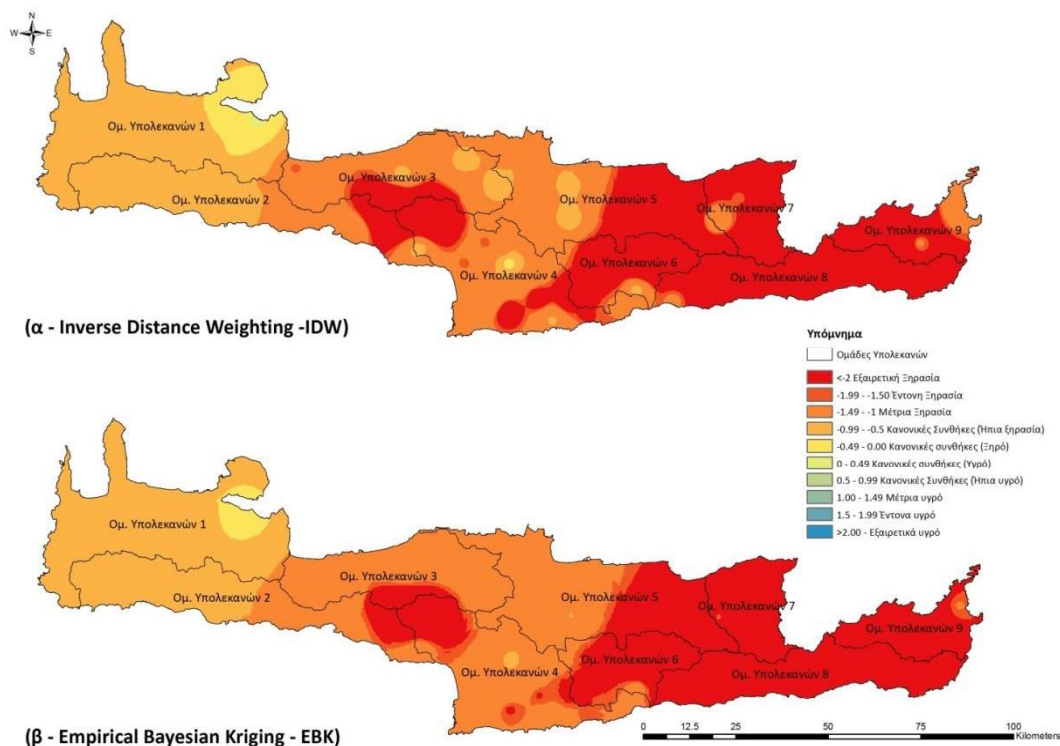 N
W E
S
Ομ. Υπολεκανών 1
Ομ. Υπολεκανών 2
Ομ. Υπολεκανών 3
Ομ. Υπολεκανών 4
Ομ. Υπολεκανών 5
Ομ. Υπολεκανών 6
Ομ. Υπολεκανών 7
Ομ. Υπολεκανών 8
Ομ. Υπολεκανών 9
(α - Inverse Distance Weighting -IDW)
Υπόμνημα
Ομάδες Υπολεκανών
<-2 Εξαιρετική Ξηρασία
-1.99 - -1.50 Έντονη Ξηρασία
-1.49 - -1 Μέτρια Ξηρασία
-0.99 - -0.5 Κανονικές Συνθήκες (Ήπια ξηρασία)
-0.49 - 0.00 Κανονικές συνθήκες (Ξηρό)
0 - 0.49 Κανονικές συνθήκες (Υγρό)
0.5 - 0.99 Κανονικές Συνθήκες (Ήπια υγρό)
1.00 - 1.49 Μέτρια υγρό
1.5 - 1.99 Έντονα υγρό
>2.00 - Εξαιρετικά υγρό
Ομ. Υπολεκανών 1
Ομ. Υπολεκανών 2
Ομ. Υπολεκανών 3
Ομ. Υπολεκανών 4
Ομ. Υπολεκανών 5
Ομ. Υπολεκανών 6
Ομ. Υπολεκανών 7
Ομ. Υπολεκανών 8
Ομ. Υπολεκανών 9
(β - Empirical Bayesian Kriging - EBK)
0 12.5 25 50 75 100
Kilometers